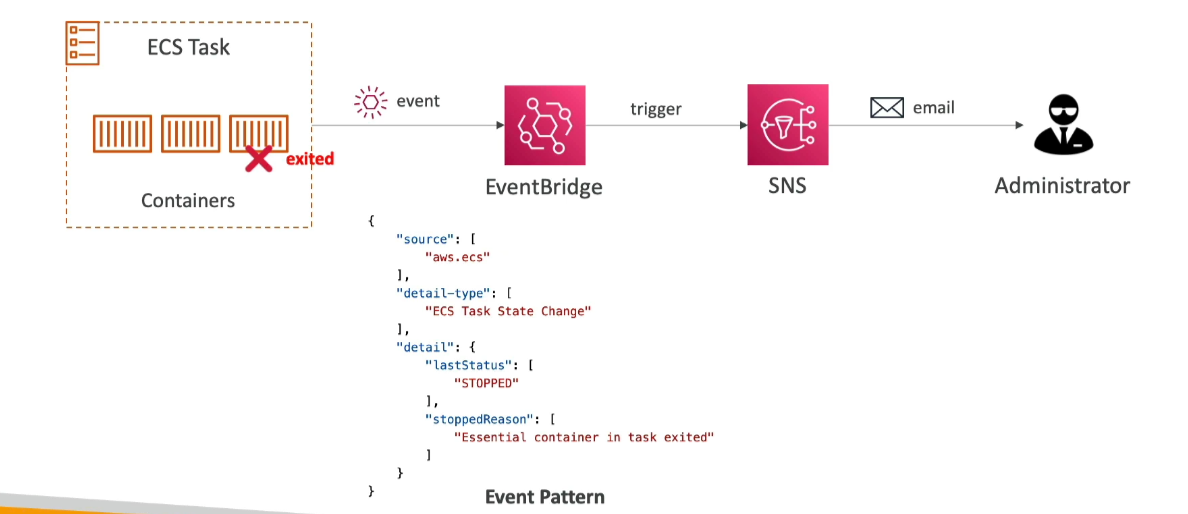 ECS Task
Containers
exited
event
EventBridge
trigger
SNS
email
Administrator
{
    "source": [
        "aws.ecs"
    ],
    "detail-type": [
        "ECS Task State Change"
    ],
    "detail": {
        "lastStatus": [
            "STOPPED"
        ],
        "stoppedReason": [
            "Essential container in task exited"
        ]
    }
}
Event Pattern